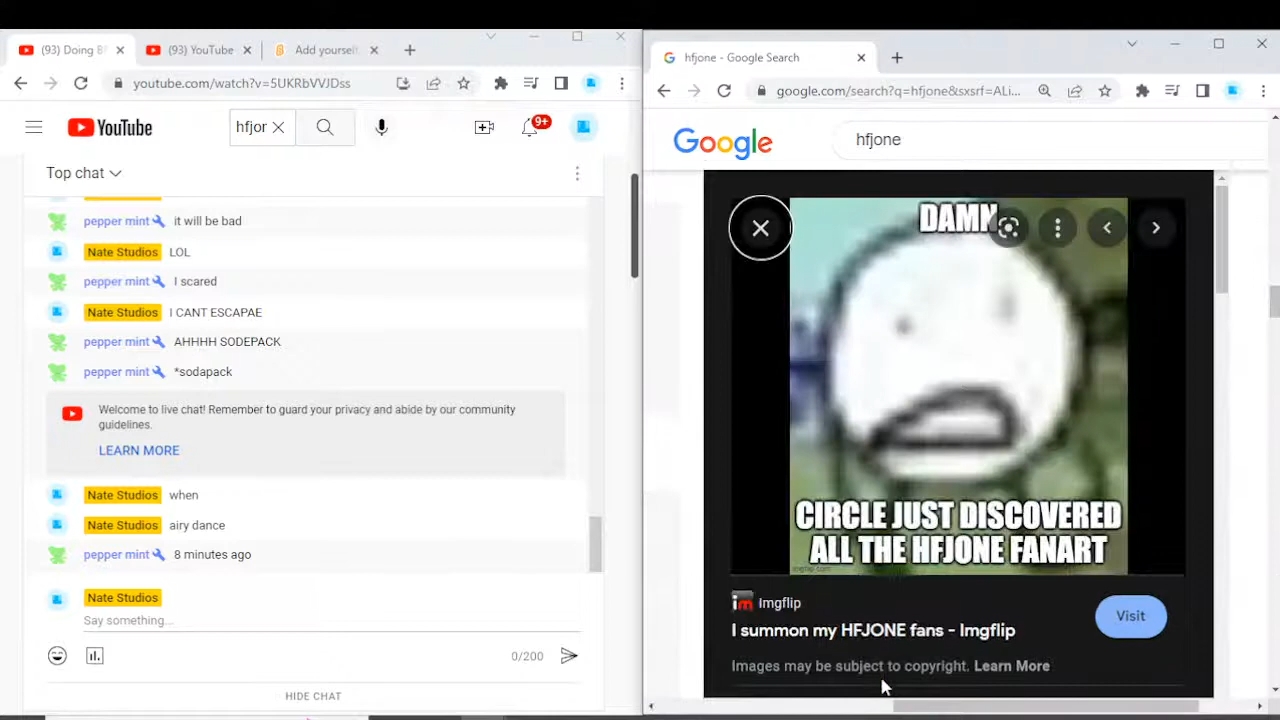 (93) Doing B
(93) YouTube
Add yourself
youtube.com/watch?v=5UKRbVVJDss
YouTube
hfjor
9+
Top chat
pepper mint it will be bad
Nate Studios LOL
pepper mint I scared
Nate Studios I CANT ESCAPAE
pepper mint AHHHH SODEPACK
pepper mint *sodapack
Welcome to live chat! Remember to guard your privacy and abide by our community
guidelines.
LEARN MORE
Nate Studios when
Nate Studios airy dance
pepper mint 8 minutes ago
Nate Studios
Say something...
0/200
HIDE CHAT
hfjone - Google Search
google.com/search?q=hfjone&sxsrf=ALi...
Google
hfjone
DAMN
CIRCLE JUST DISCOVERED
ALL THE HFJONE FANART
imgflip.com
im Imgflip
Visit
I summon my HFJONE fans - Imgflip
Images may be subject to copyright. Learn More